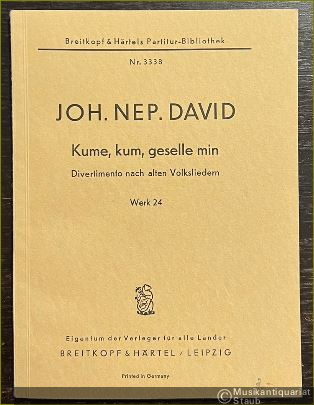 Breitkopf & Härtels Partitur-Bibliothek
Nr. 3338
JOH. NEP. DAVID
Kume, kum, geselle min
Divertimento nach alten Volksliedern
Werk 24
Eigentum der Verleger für alle Länder
BREITKOPF & HÄRTEL / LEIPZIG
Printed in Germany
Musikantiquariat
Staub